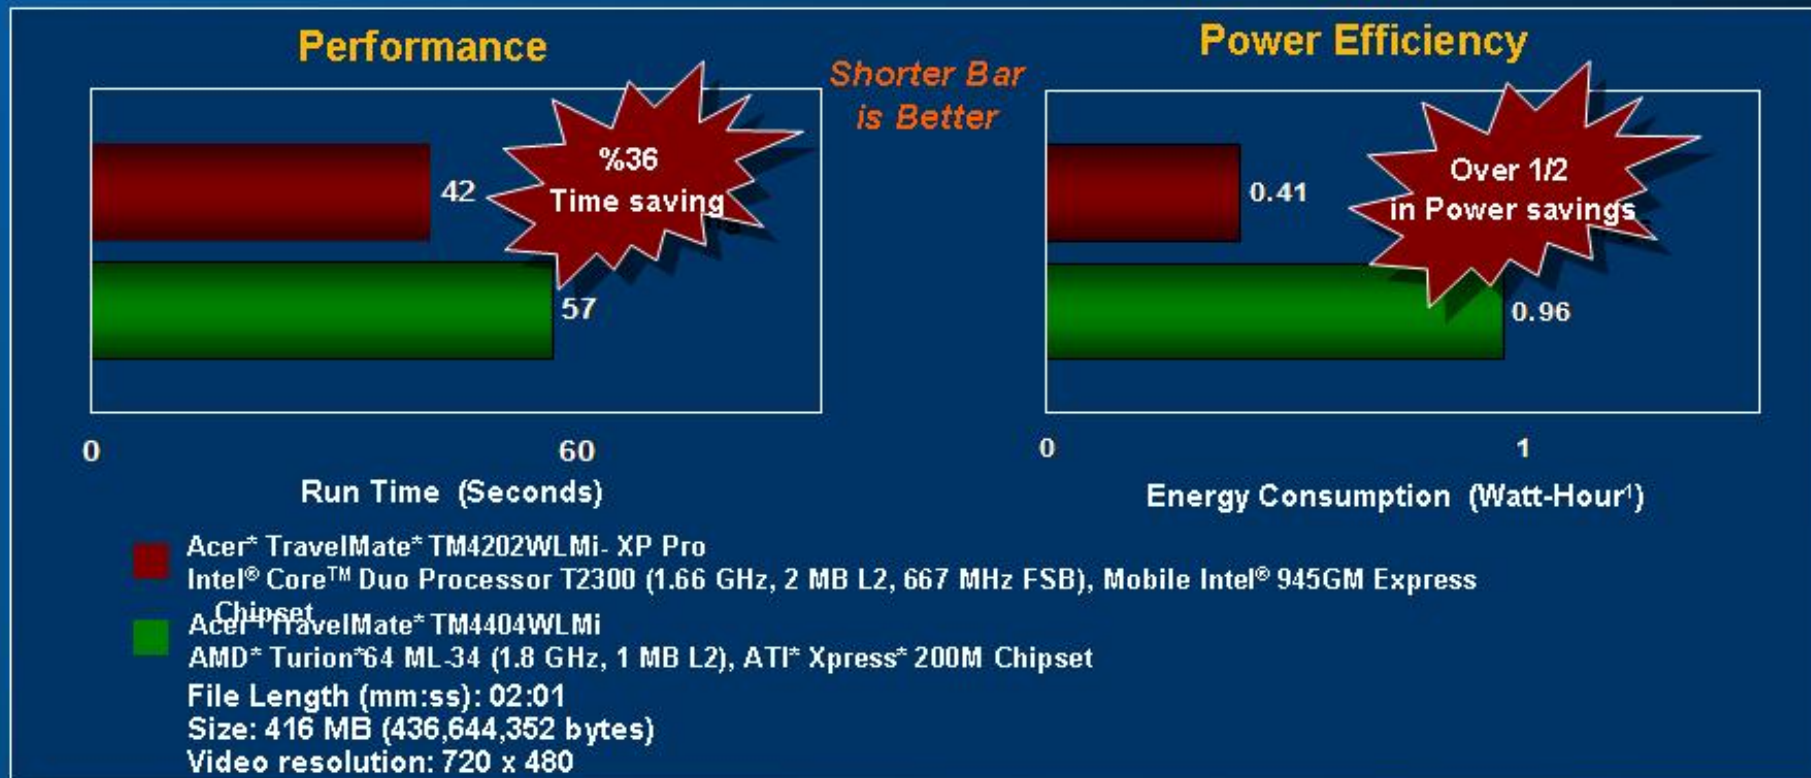 Performance
Shorter Bar
is Better
Power Efficiency
%36
Time saving
42
57
0
60
Run Time (Seconds)
Over 1/2
in Power savings
0.41
0.96
0
1
Energy Consumption (Watt-Hour¹)
Acer* TravelMate* TM4202WLMi- XP Pro
Intel® Core™ Duo Processor T2300 (1.66 GHz, 2 MB L2, 667 MHz FSB), Mobile Intel® 945GM Express
Chipset
Acer* TravelMate* TM4404WLMi
AMD* Turion*64 ML-34 (1.8 GHz, 1 MB L2), ATI* Xpress* 200M Chipset
File Length (mm:ss): 02:01
Size: 416 MB (436,644,352 bytes)
Video resolution: 720 x 480